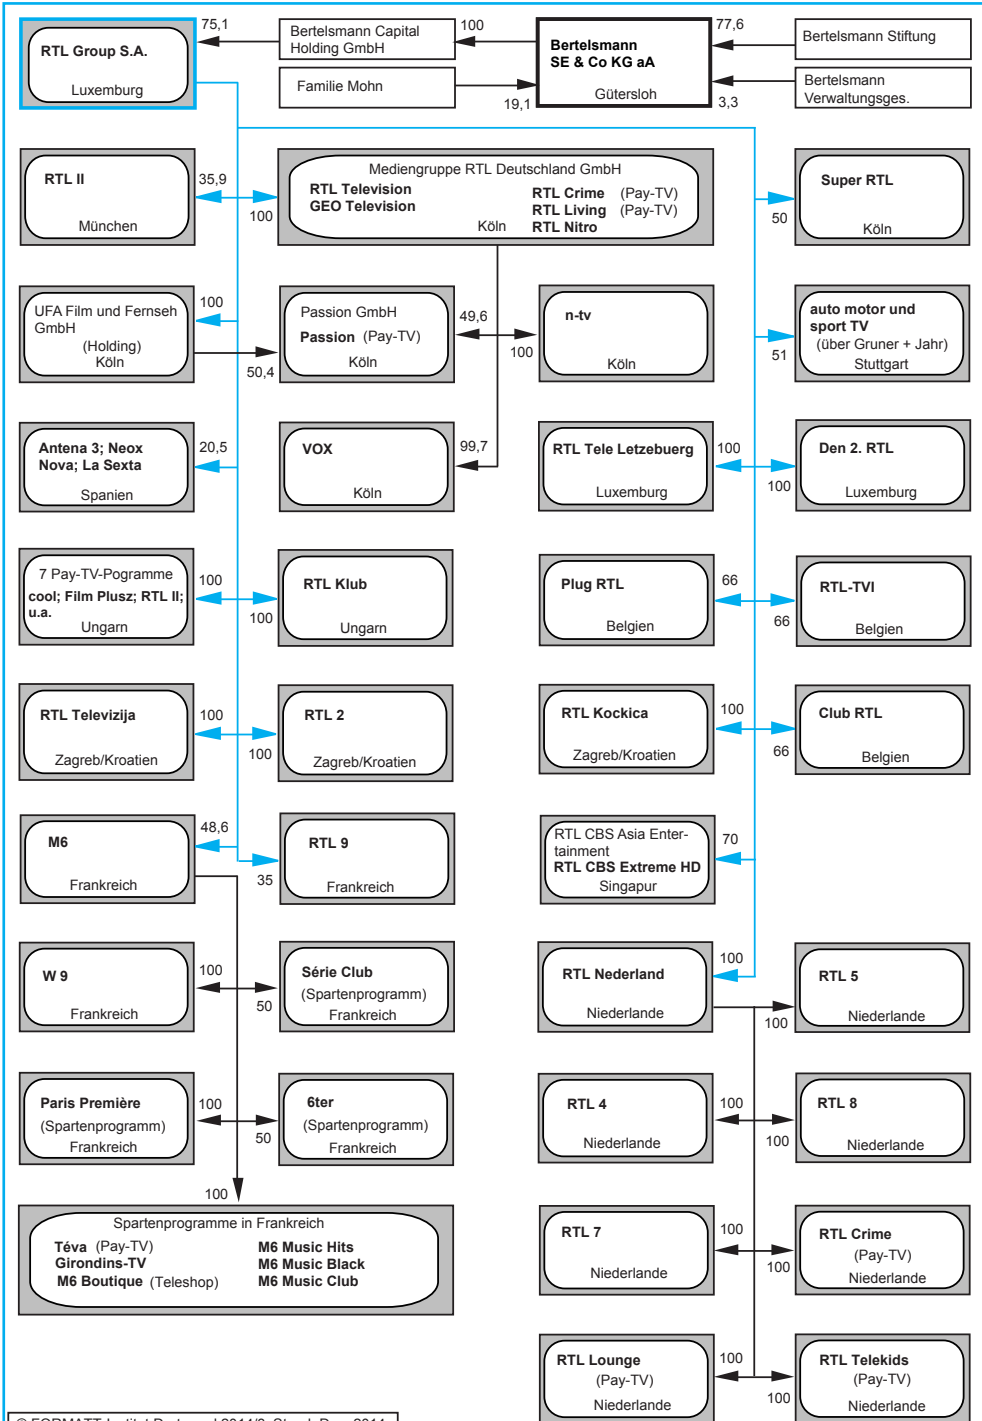 75,1
100
77,6
RTL Group S.A.
Luxemburg
Bertelsmann Capital
Holding GmbH
Bertelsmann
SE & Co KG aA
Gütersloh
Bertelsmann Stiftung
Familie Mohn
19,1
3,3
Bertelsmann
Verwaltungsges.
RTL II
München
35,9
100
Mediengruppe RTL Deutschland GmbH
RTL Television
GEO Television
Köln
RTL Crime (Pay-TV)
RTL Living (Pay-TV)
RTL Nitro
50
Super RTL
Köln
UFA Film und Fernseh
GmbH
(Holding)
Köln
100
50,4
Passion GmbH
Passion (Pay-TV)
Köln
49,6
100
n-tv
Köln
51
auto motor und
sport TV
(über Gruner + Jahr)
Stuttgart
Antena 3; Neox
Nova; La Sexta
Spanien
20,5
VOX
Köln
99,7
RTL Tele Letzebuerg
Luxemburg
100
100
Den 2. RTL
Luxemburg
7 Pay-TV-Pogramme
cool; Film Plusz; RTL II;
u.a.
Ungarn
100
100
RTL Klub
Ungarn
Plug RTL
Belgien
66
66
RTL-TVI
Belgien
RTL Televizija
Zagreb/Kroatien
100
100
RTL 2
Zagreb/Kroatien
RTL Kockica
Zagreb/Kroatien
100
66
Club RTL
Belgien
M6
Frankreich
48,6
35
RTL 9
Frankreich
RTL CBS Asia Enter-
tainment
RTL CBS Extreme HD
Singapur
70
W 9
Frankreich
100
50
Série Club
(Spartenprogramm)
Frankreich
RTL Nederland
Niederlande
100
100
RTL 5
Niederlande
Paris Première
(Spartenprogramm)
Frankreich
100
50
6ter
(Spartenprogramm)
Frankreich
RTL 4
Niederlande
100
100
RTL 8
Niederlande
100
Spartenprogramme in Frankreich
Téva (Pay-TV)
Girondins-TV
M6 Boutique (Teleshop)
M6 Music Hits
M6 Music Black
M6 Music Club
RTL 7
Niederlande
100
100
RTL Crime
(Pay-TV)
Niederlande
RTL Lounge
(Pay-TV)
Niederlande
100
100
RTL Telekids
(Pay-TV)
Niederlande